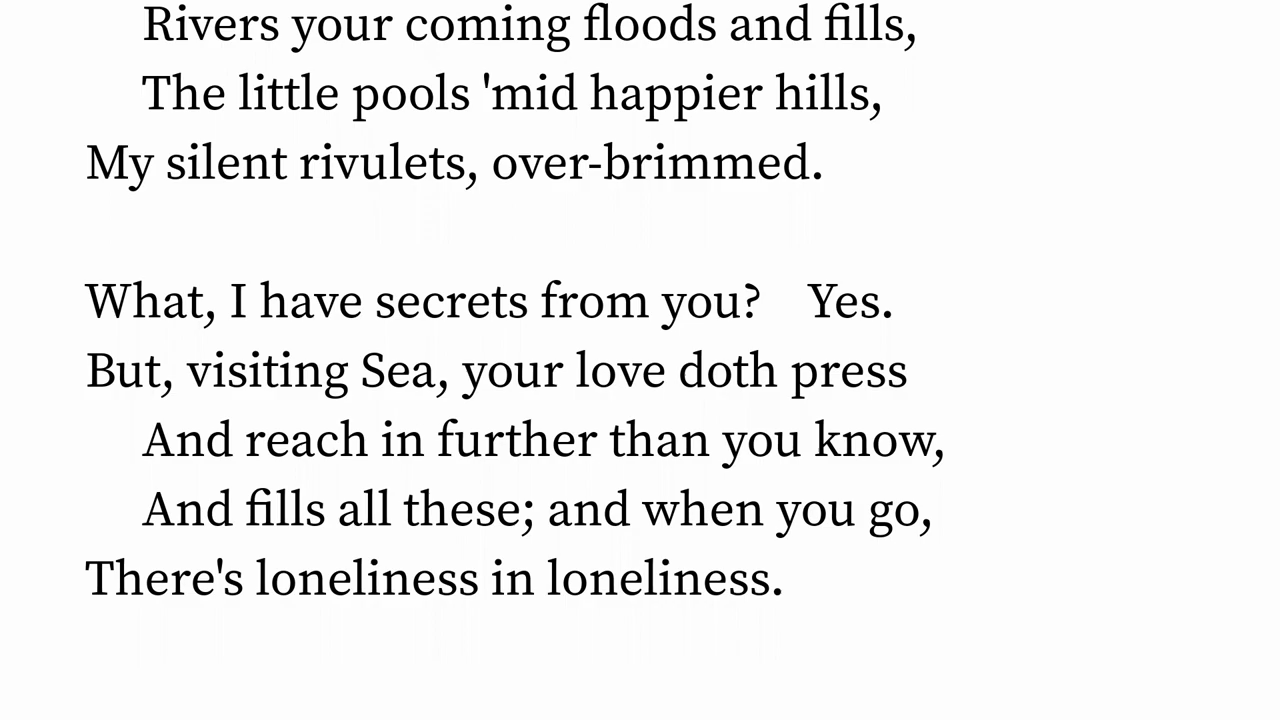 Rivers your coming floods and fills,
The little pools 'mid happier hills,
My silent rivulets, over-brimmed.
What, I have secrets from you? Yes.
But, visiting Sea, your love doth press
And reach in further than you know,
And fills all these; and when you go,
There's loneliness in loneliness.